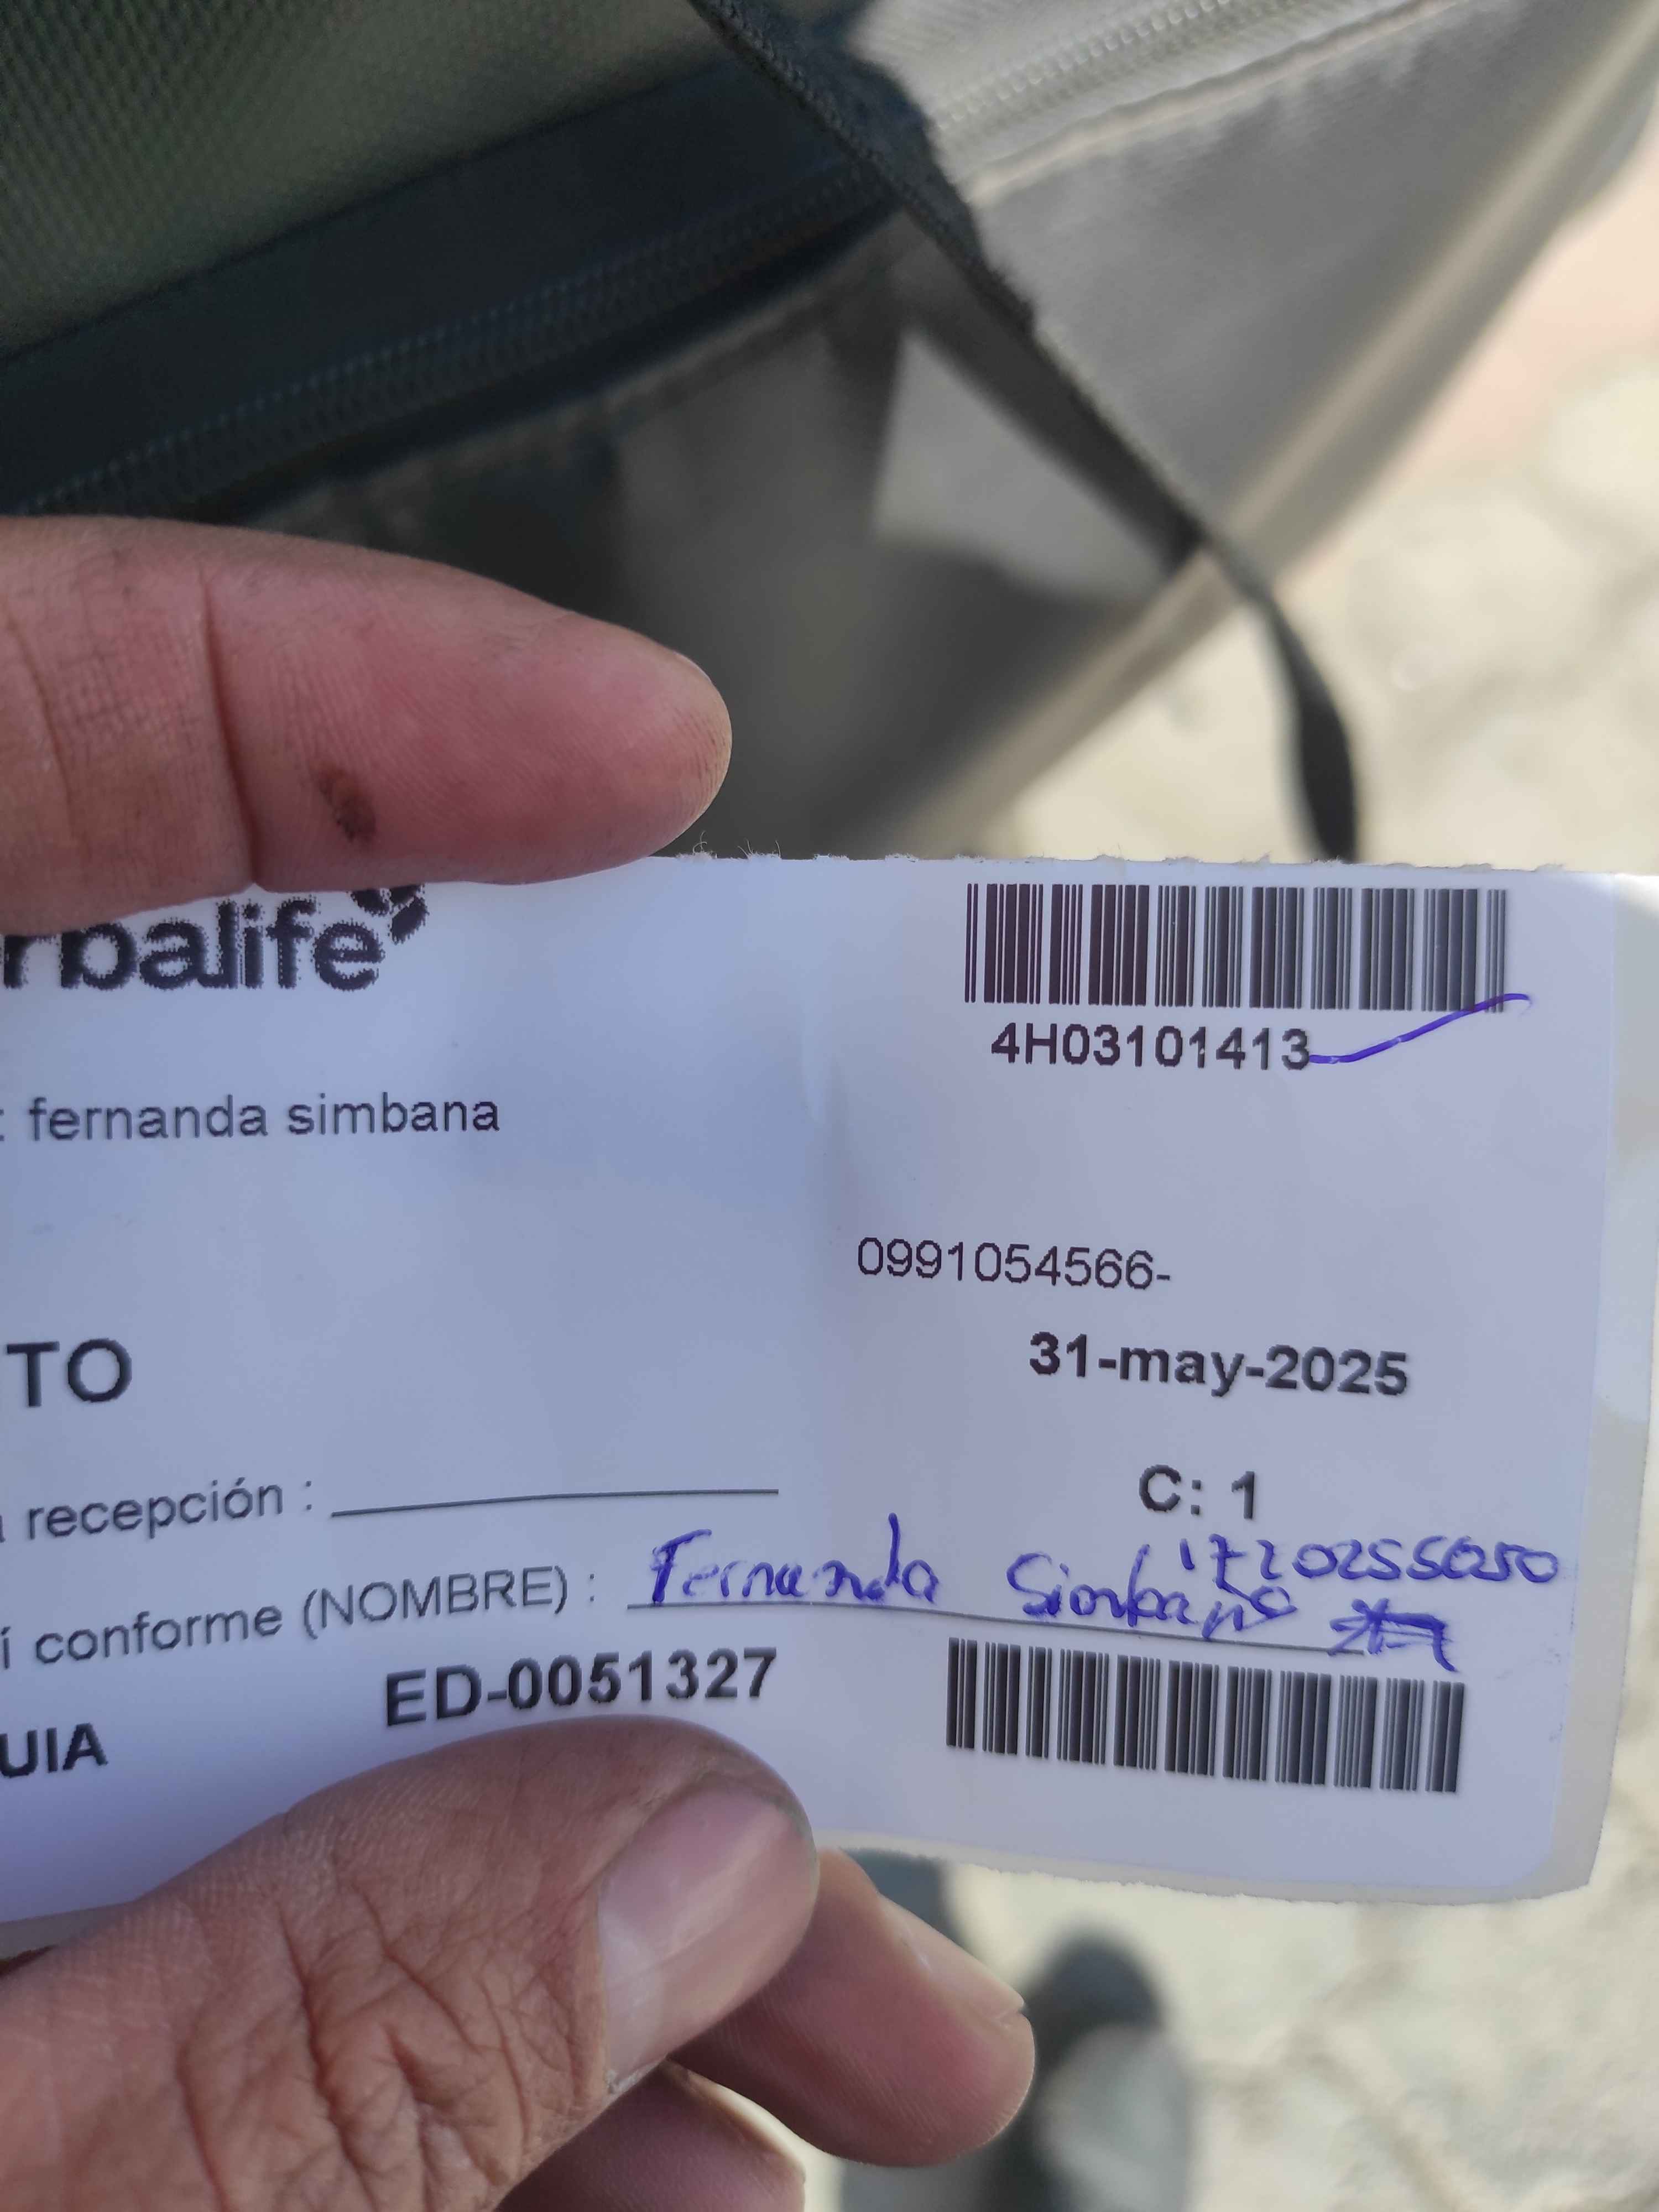 rbalife
4H03101413
: fernanda simbana
0991054566-
31-may-2025
TO
C: 1
a recepción :
1720255050
í conforme (NOMBRE) : Fernanda Simbaña
ED-0051327
UIA